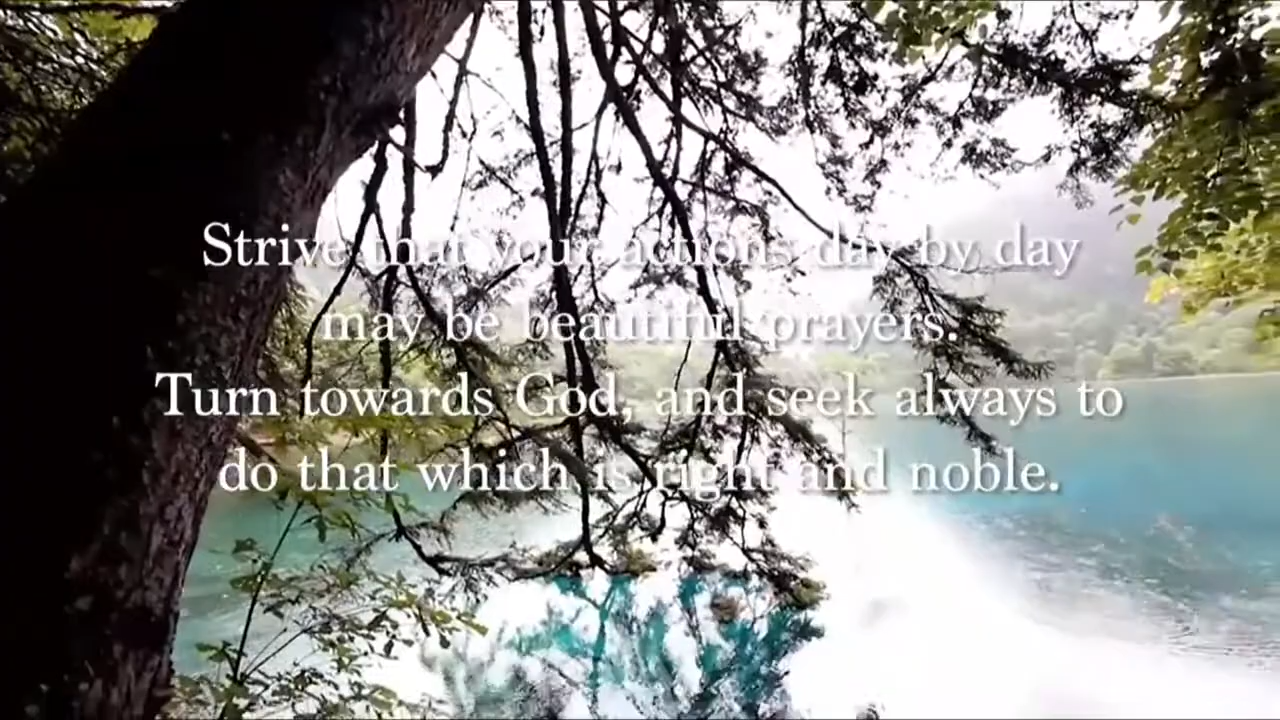 Strive that your actions day by day
may be beautiful prayers.
Turn towards God, and seek always to
do that which is right and noble.